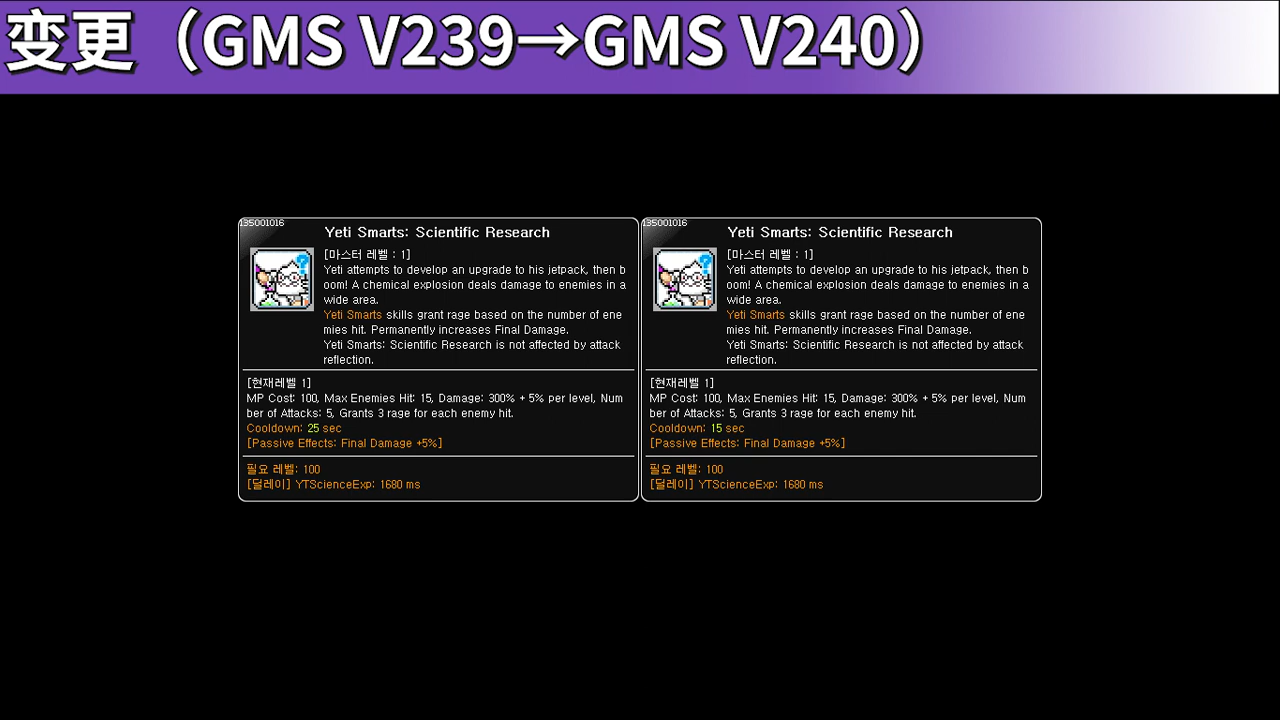 变更（GMS V239→GMS V240）
135001016
Yeti Smarts: Scientific Research
[마스터 레벨 : 1]
Yeti attempts to develop an upgrade to his jetpack, then b
oom! A chemical explosion deals damage to enemies in a
wide area.
Yeti Smarts skills grant rage based on the number of ene
mies hit. Permanently increases Final Damage.
Yeti Smarts: Scientific Research is not affected by attack
reflection.
[현재레벨 1]
MP Cost: 100, Max Enemies Hit: 15, Damage: 300% + 5% per level, Num
ber of Attacks: 5, Grants 3 rage for each enemy hit.
Cooldown: 25 sec
[Passive Effects: Final Damage +5%]
필요 레벨: 100
[딜레이] YTScienceExp: 1680 ms
135001016
Yeti Smarts: Scientific Research
[마스터 레벨 : 1]
Yeti attempts to develop an upgrade to his jetpack, then b
oom! A chemical explosion deals damage to enemies in a
wide area.
Yeti Smarts skills grant rage based on the number of ene
mies hit. Permanently increases Final Damage.
Yeti Smarts: Scientific Research is not affected by attack
reflection.
[현재레벨 1]
MP Cost: 100, Max Enemies Hit: 15, Damage: 300% + 5% per level, Num
ber of Attacks: 5, Grants 3 rage for each enemy hit.
Cooldown: 15 sec
[Passive Effects: Final Damage +5%]
필요 레벨: 100
[딜레이] YTScienceExp: 1680 ms